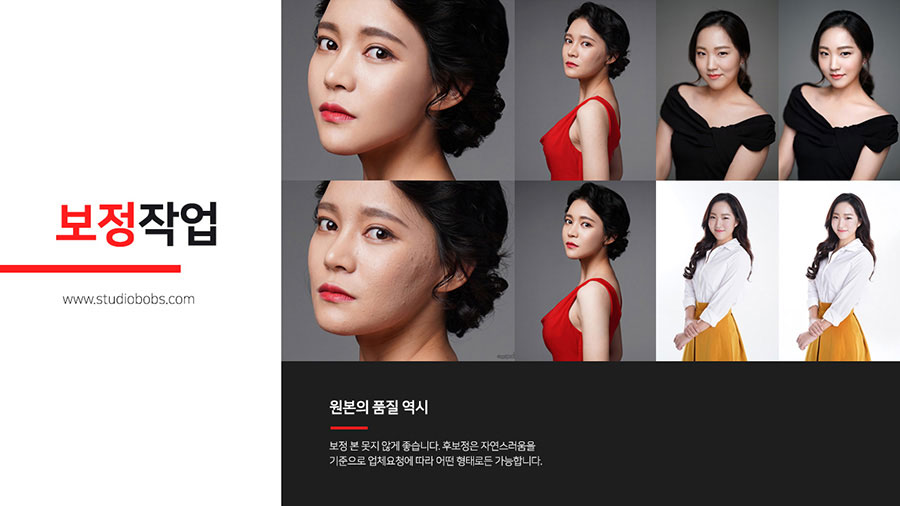 보정작업
www.studiobobs.com
원본의 품질 역시
보정 본 못지 않게 좋습니다. 후보정은 자연스러움을
기준으로 업체요청에 따라 어떤 형태로든 가능합니다.